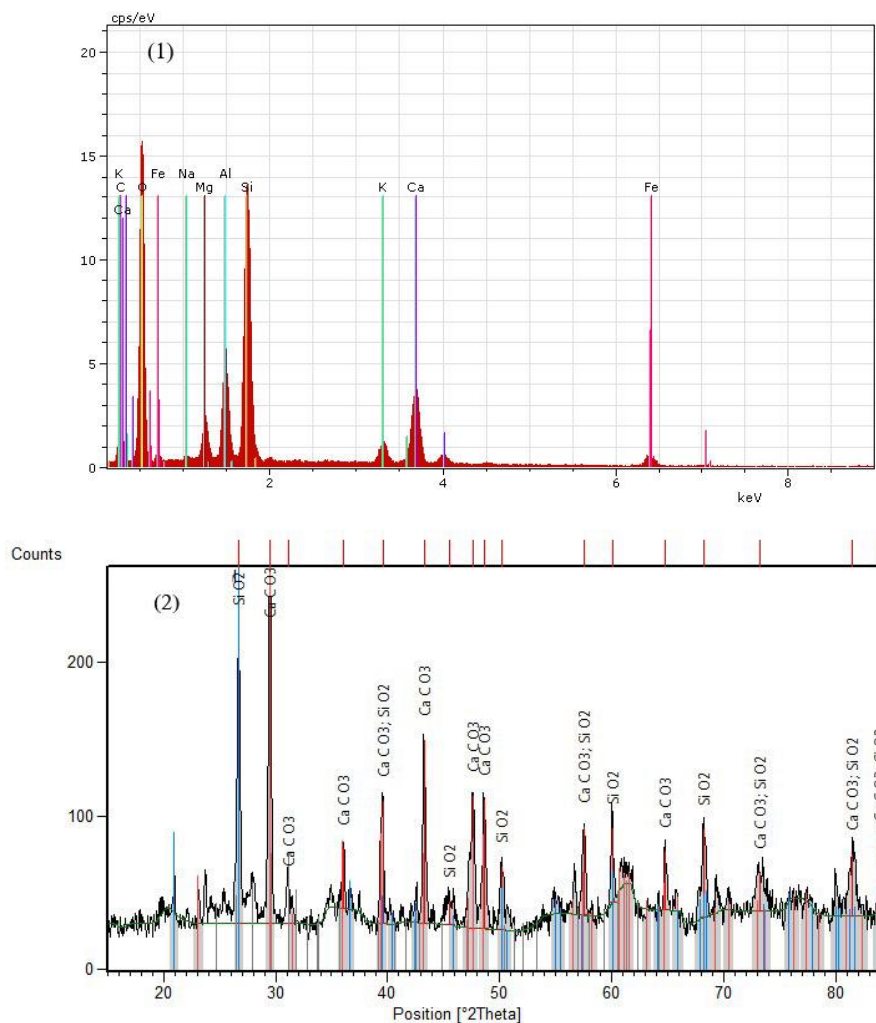 cps/eV
(1)
20
15
10
5
0
K Fe Na Al
C O Mg Si K Ca Fe
Ca
2 4 6 8
keV
Counts
(2)
200
100
0
Si O2
Ca C O3
Ca C O3
Ca C O3
Ca C O3; Si O2
Ca C O3
Si O2
Ca C O3
Ca C O3
Si O2
Ca C O3; Si O2
Si O2
Ca C O3
Si O2
Ca C O3; Si O2
Ca C O3; Si O2
20 30 40 50 60 70 80
Position [°2Theta]